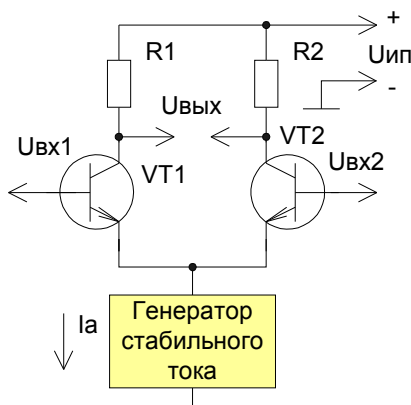 +
R1
R2
Uип
-
Uвых
Uвх1
VT2
Uвх2
VT1
Генератор
стабильного
тока
Ia